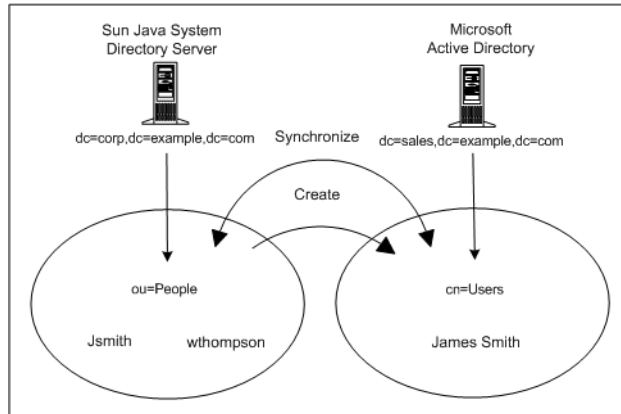 Sun Java System
Directory Server
Microsoft
Active Directory
dc=corp,dc=example,dc=com
Synchronize
dc=sales,dc=example,dc=com
Create
ou=People
cn=Users
Jsmith
wthompson
James Smith